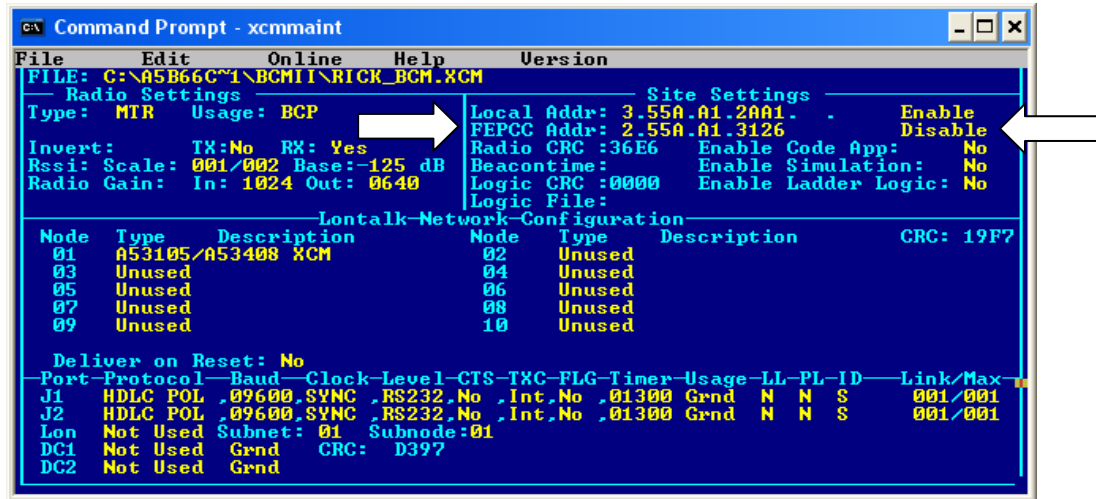 Command Prompt - xcmmaint
File Edit Online Help Version
FILE: C:\A5B66C~1\BCMII\RICK_BCM.XCM
Radio Settings Site Settings
Type: MTR Usage: BCP Local Addr: 3.55A.A1.2AA1. . Enable
FEPCC Addr: 2.55A.A1.3126 Disable
Invert: TX:No RX: Yes Radio CRC :36E6 Enable Code App: No
Rssi: Scale: 001/002 Base:-125 dB Beacontime: Enable Simulation: No
Radio Gain: In: 1024 Out: 0640 Logic CRC :0000 Enable Ladder Logic: No
Logic File:
Lontalk-Network-Configuration
Node Type Description Node Type Description CRC: 19F7
01 A53105/A53408 XCM 02 Unused
03 Unused 04 Unused
05 Unused 06 Unused
07 Unused 08 Unused
09 Unused 10 Unused
Deliver on Reset: No
Port-Protocol-Baud-Clock-Level-CTS-TXC-FLG-Timer-Usage-LL-PL-ID-Link/Max
J1 HDLC POL ,09600,SYNC ,RS232,No ,Int,No ,01300 Grnd N N S 001/001
J2 HDLC POL ,09600,SYNC ,RS232,No ,Int,No ,01300 Grnd N N S 001/001
Lon Not Used Subnet: 01 Subnode:01
DC1 Not Used Grnd CRC: D397
DC2 Not Used Grnd